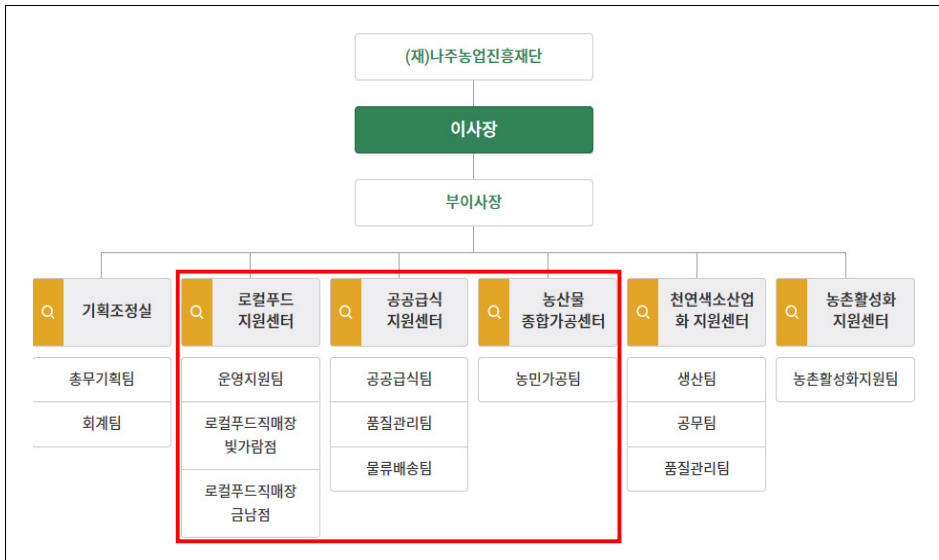 (재)나주농업진흥재단
이사장
부이사장
기획조정실
총무기획팀
회계팀
로컬푸드
지원센터
운영지원팀
로컬푸드직매장
빛가람점
로컬푸드직매장
금남점
공공급식
지원센터
공공급식팀
품질관리팀
물류배송팀
농산물
종합가공센터
농민가공팀
천연색소산업
화 지원센터
생산팀
공무팀
품질관리팀
농촌활성화
지원센터
농촌활성화지원팀